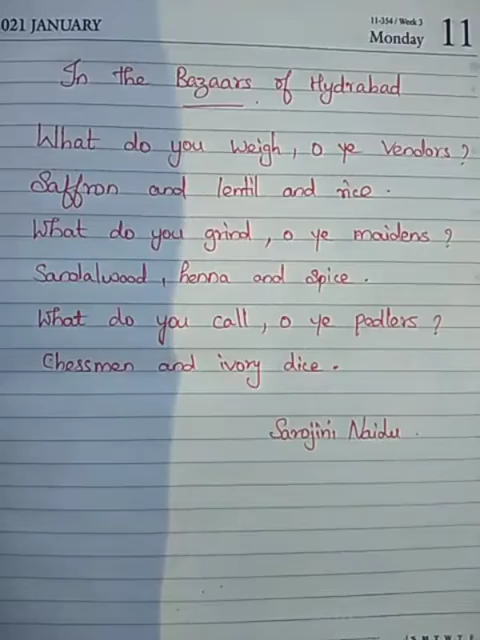 021 JANUARY
11-354 / Week 3
Monday 11
In the Bazaars of Hydrabad
What do you weigh, o ye vendors?
Saffron and lentil and rice.
What do you grind, o ye maidens?
Sandalwood, henna and spice.
What do you call, o ye pedlers?
Chessmen and ivory dice.
Sarojini Naidu.